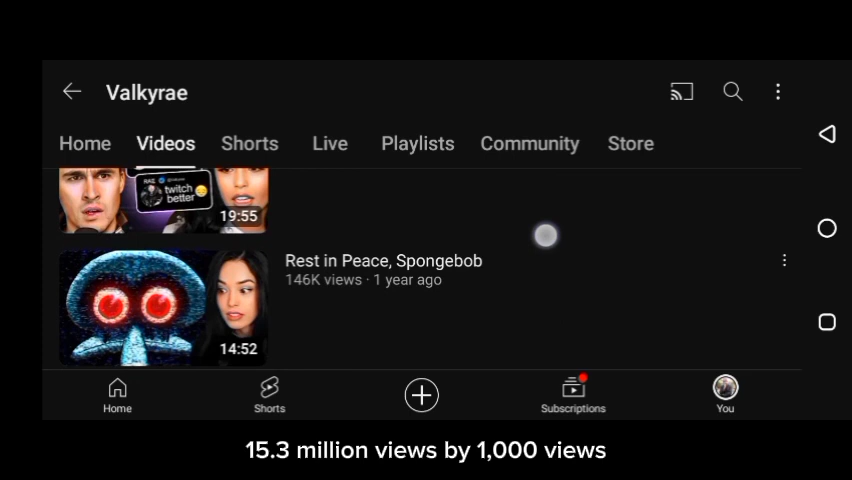 Valkyrae
Home Videos Shorts Live Playlists Community Store
twitch
better
19:55
Rest in Peace, Spongebob
146K views · 1 year ago
14:52
Home Shorts Subscriptions You
15.3 million views by 1,000 views